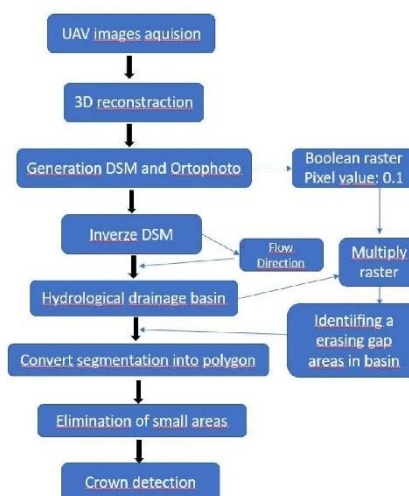 UAV images aquision
3D reconstraction
Generation DSM and Ortophoto
Boolean raster
Pixel value: 0.1
Inverze DSM
Flow
Direction
Multiply
raster
Hydrological drainage basin
Identiifing a
erasing gap
areas in basin
Convert segmentation into polygon
Elimination of small areas
Crown detection